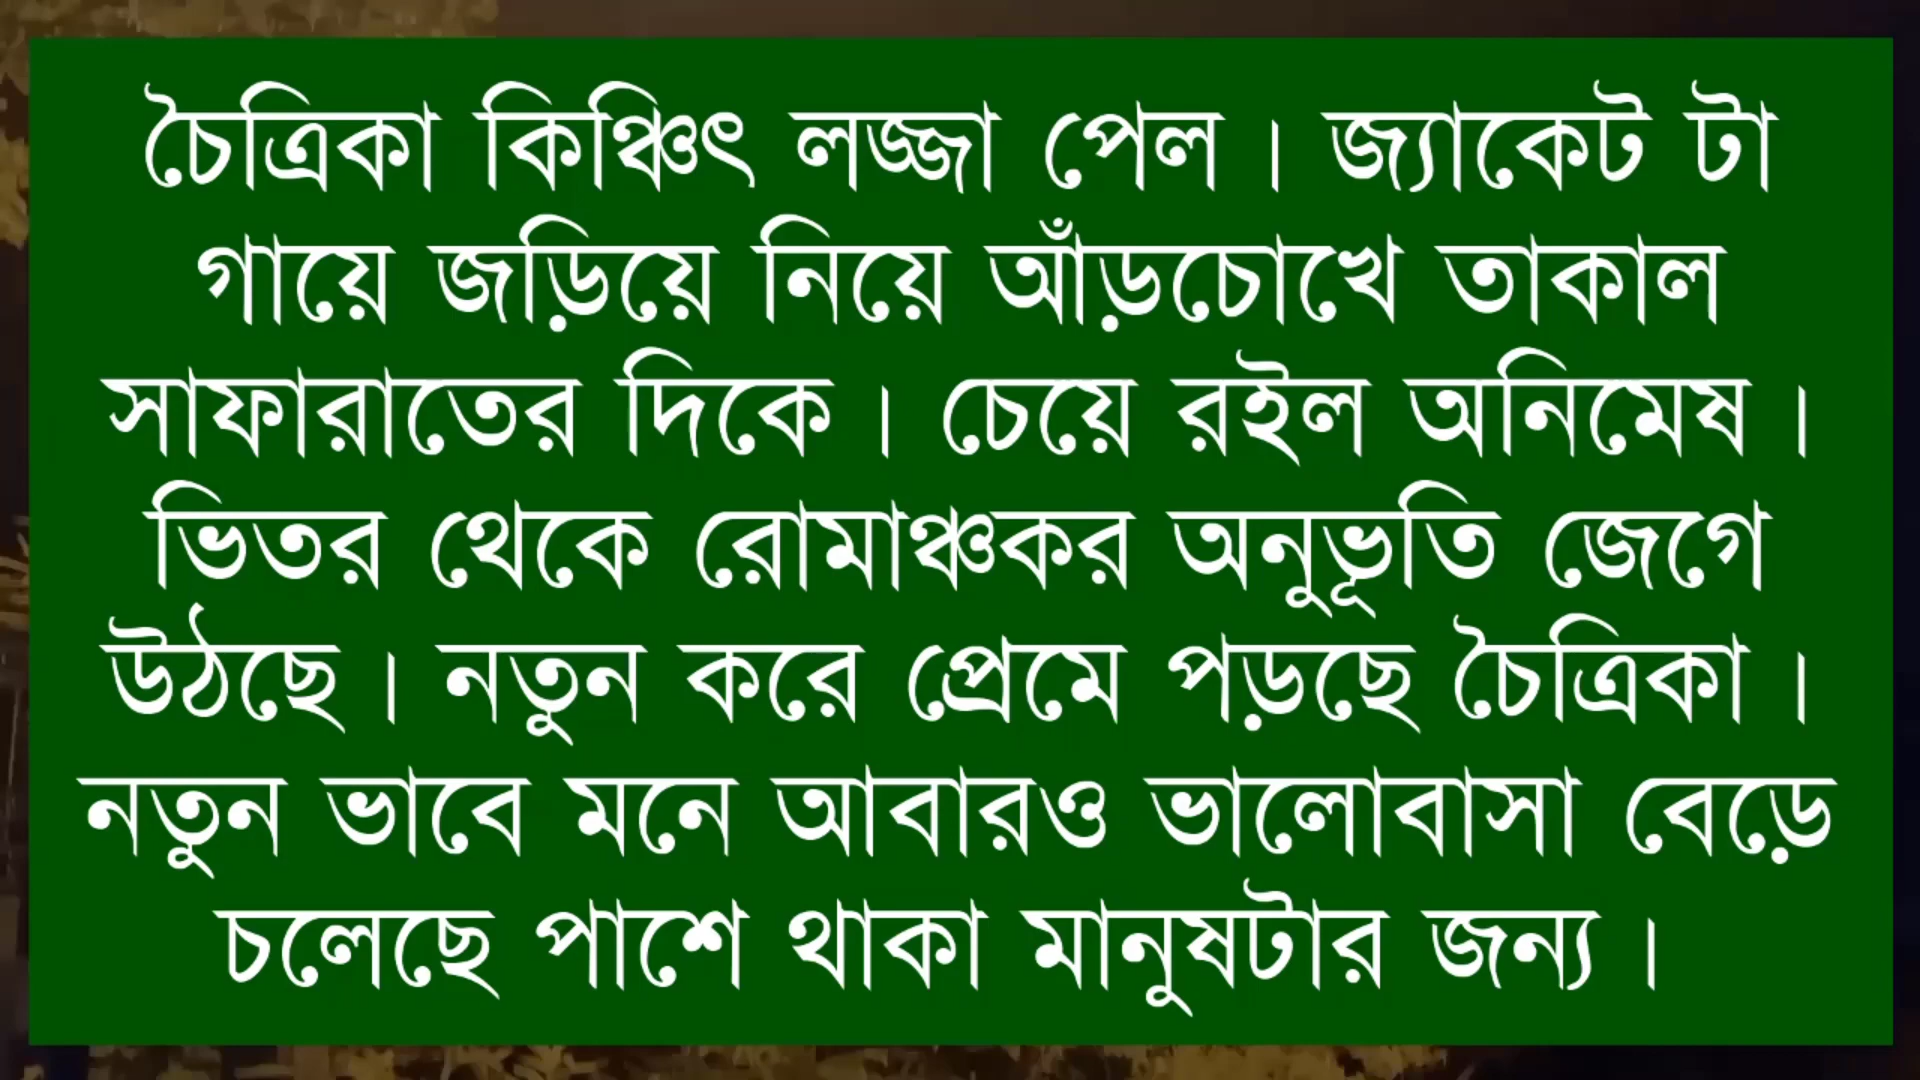 চৈত্রিকা কিঞ্চিৎ লজ্জা পেল। জ্যাকেট টা
গায়ে জড়িয়ে নিয়ে আঁড়চোখে তাকাল
সাফারাতের দিকে। চেয়ে রইল অনিমেষ।
ভিতর থেকে রোমাঞ্চকর অনুভূতি জেগে
উঠছে। নতুন করে প্রেমে পড়ছে চৈত্রিকা।
নতুন ভাবে মনে আবারও ভালোবাসা বেড়ে
চলেছে পাশে থাকা মানুষটার জন্য।